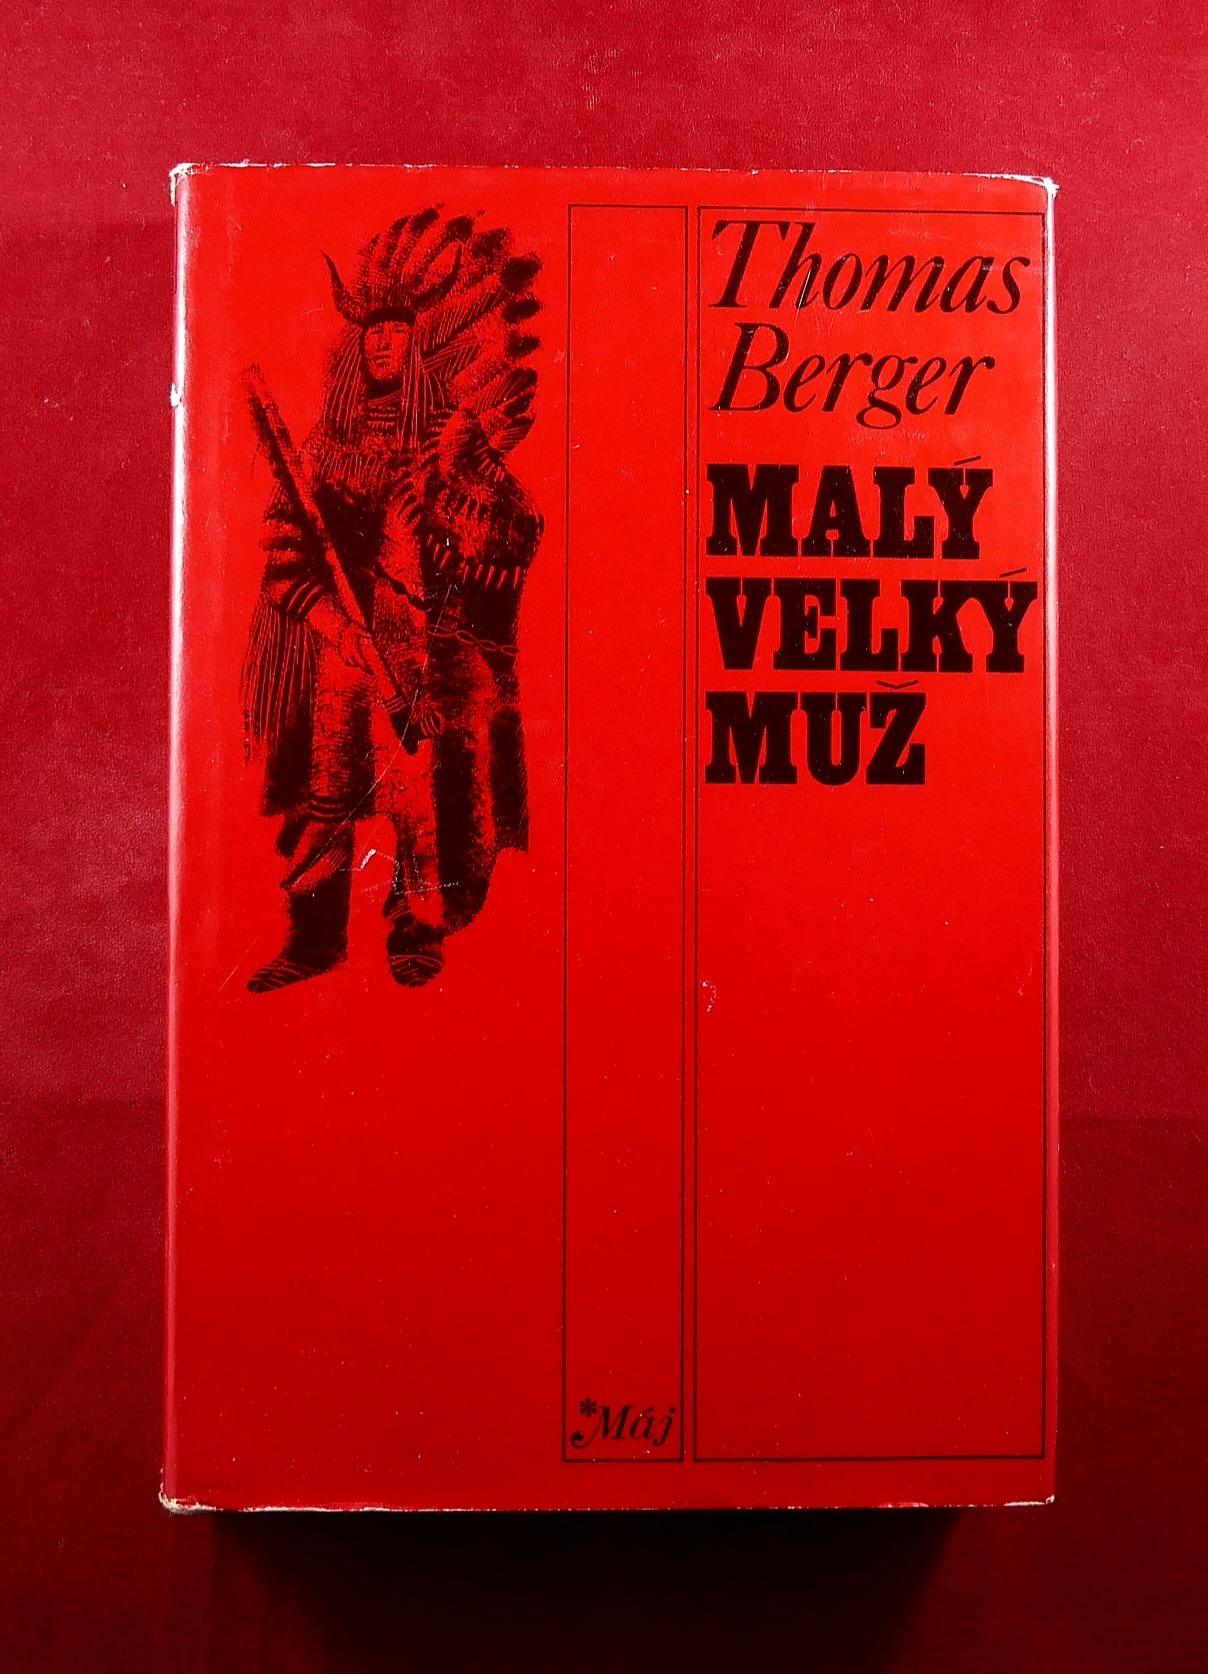 Thomas
Berger
MALÝ
VELKÝ
MUŽ
*Máj